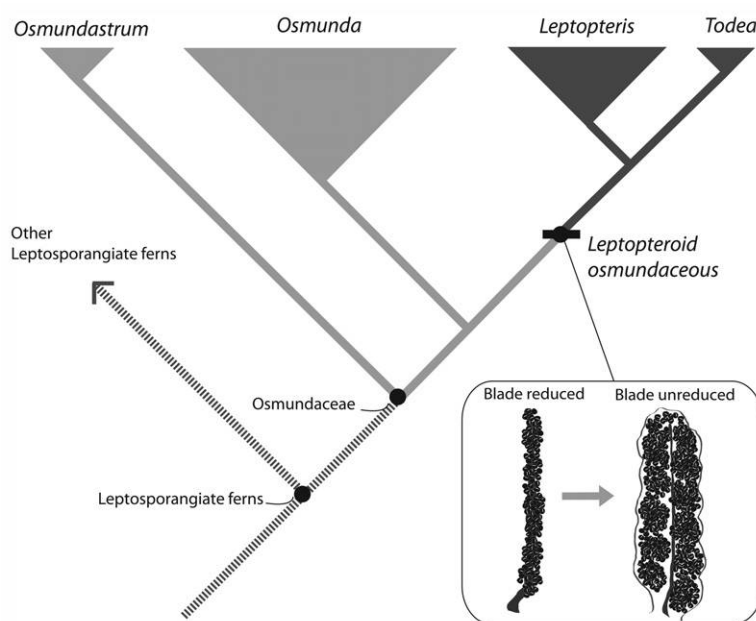 Osmundastrum
Osmunda
Leptopteris
Todea
Other
Leptosporangiate ferns
Leptopteroid
osmundaceous
Osmundaceae
Blade reduced
Blade unreduced
Leptosporangiate ferns